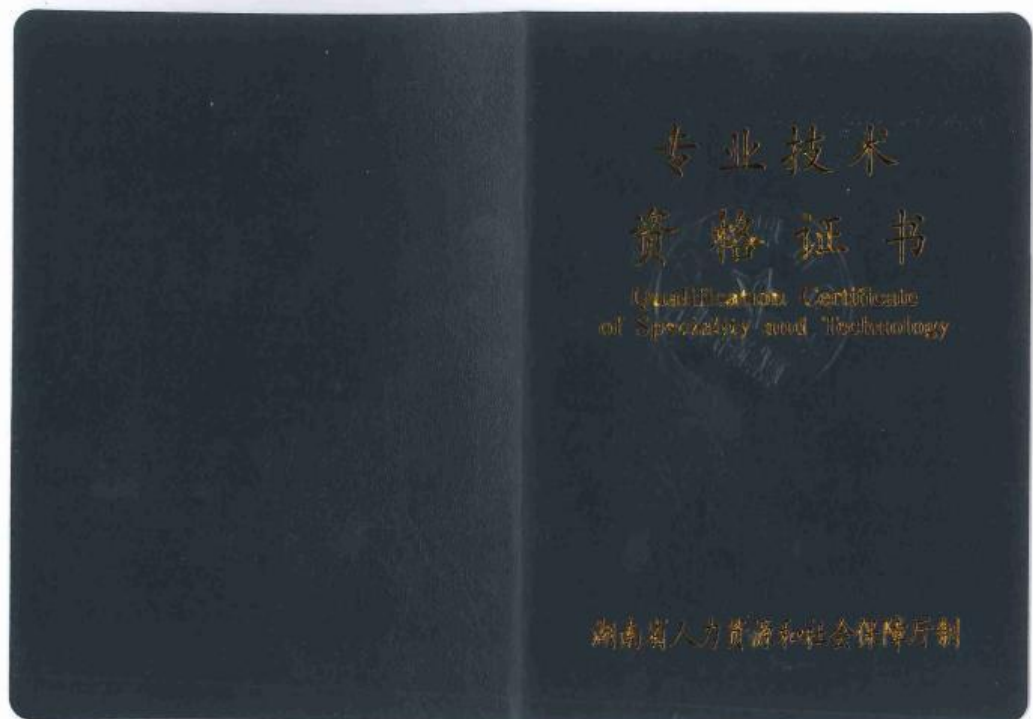 专业技术
资格证书
Qualification Certificate
of Speciality and Technology
湖南省人力资源和社会保障厅制